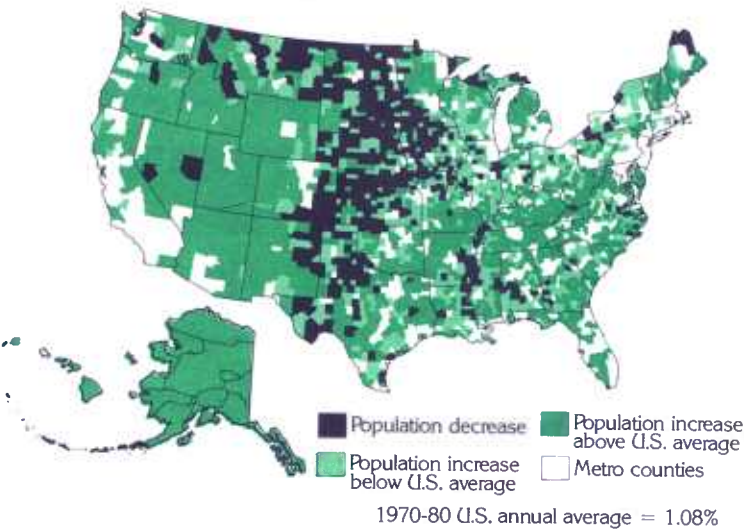 Population decrease
Population increase
above U.S. average
Population increase
below U.S. average
Metro counties
1970-80 U.S. annual average = 1.08%